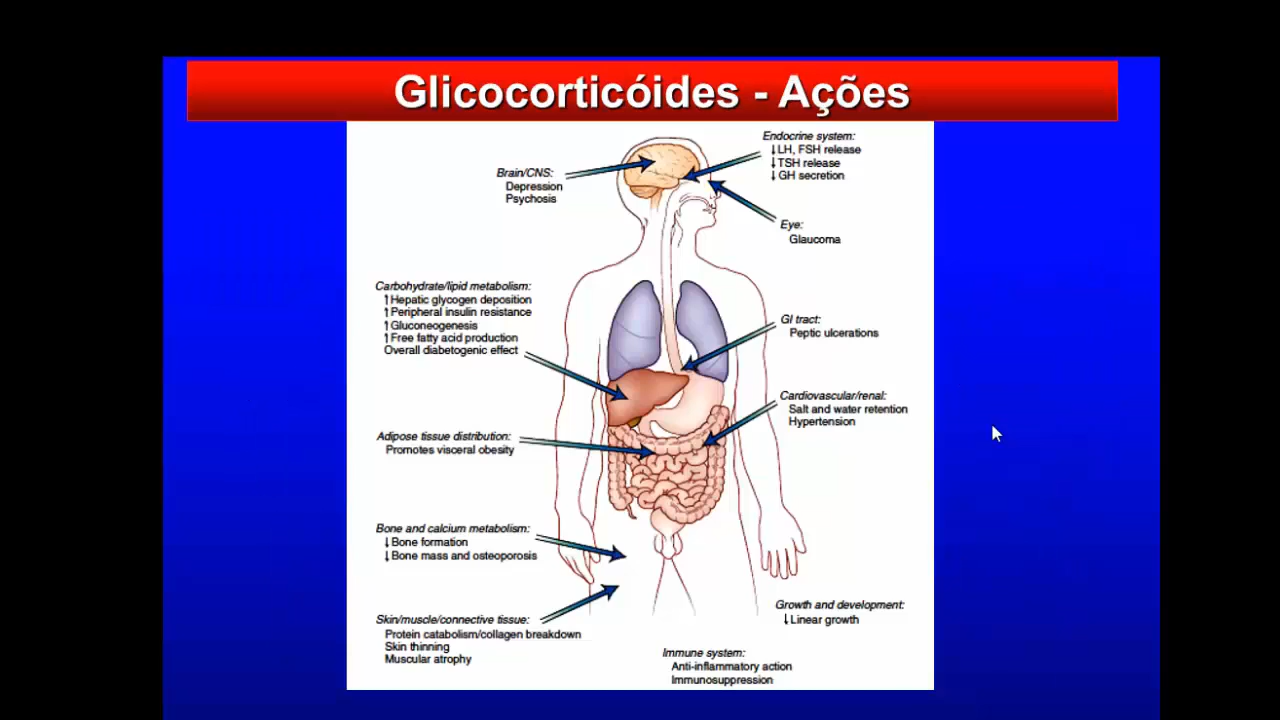 Glicocorticóides - Ações
Endocrine system:
↓LH, FSH release
↓TSH release
↓GH secretion
Brain/CNS:
Depression
Psychosis
Eye:
Glaucoma
Carbohydrate/lipid metabolism:
↑Hepatic glycogen deposition
↑Peripheral insulin resistance
↑Gluconeogenesis
↑Free fatty acid production
Overall diabetogenic effect
GI tract:
Peptic ulcerations
Cardiovascular/renal:
Salt and water retention
Hypertension
Adipose tissue distribution:
Promotes visceral obesity
Bone and calcium metabolism:
↓Bone formation
↓Bone mass and osteoporosis
Skin/muscle/connective tissue:
Protein catabolism/collagen breakdown
Skin thinning
Muscular atrophy
Growth and development:
↓Linear growth
Immune system:
Anti-inflammatory action
Immunosuppression